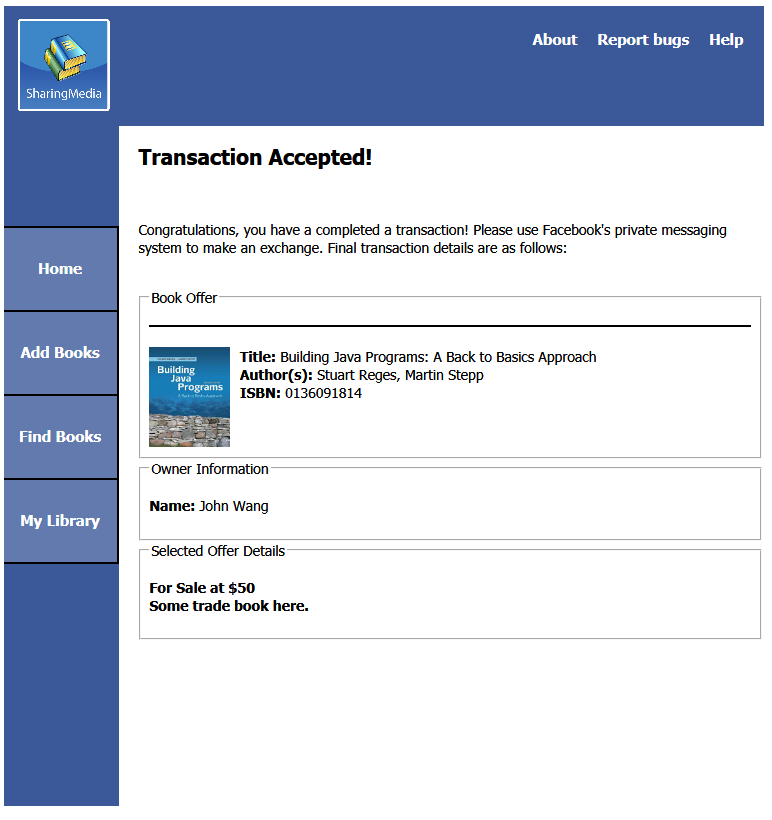 SharingMedia
About Report bugs Help
Transaction Accepted!
Congratulations, you have a completed a transaction! Please use Facebook's private messaging
system to make an exchange. Final transaction details are as follows:
Home
Add Books
Find Books
My Library
Book Offer
Building
Java
Programs
A Back to Basics Approach
Title: Building Java Programs: A Back to Basics Approach
Author(s): Stuart Reges, Martin Stepp
ISBN: 0136091814
Owner Information
Name: John Wang
Selected Offer Details
For Sale at $50
Some trade book here.